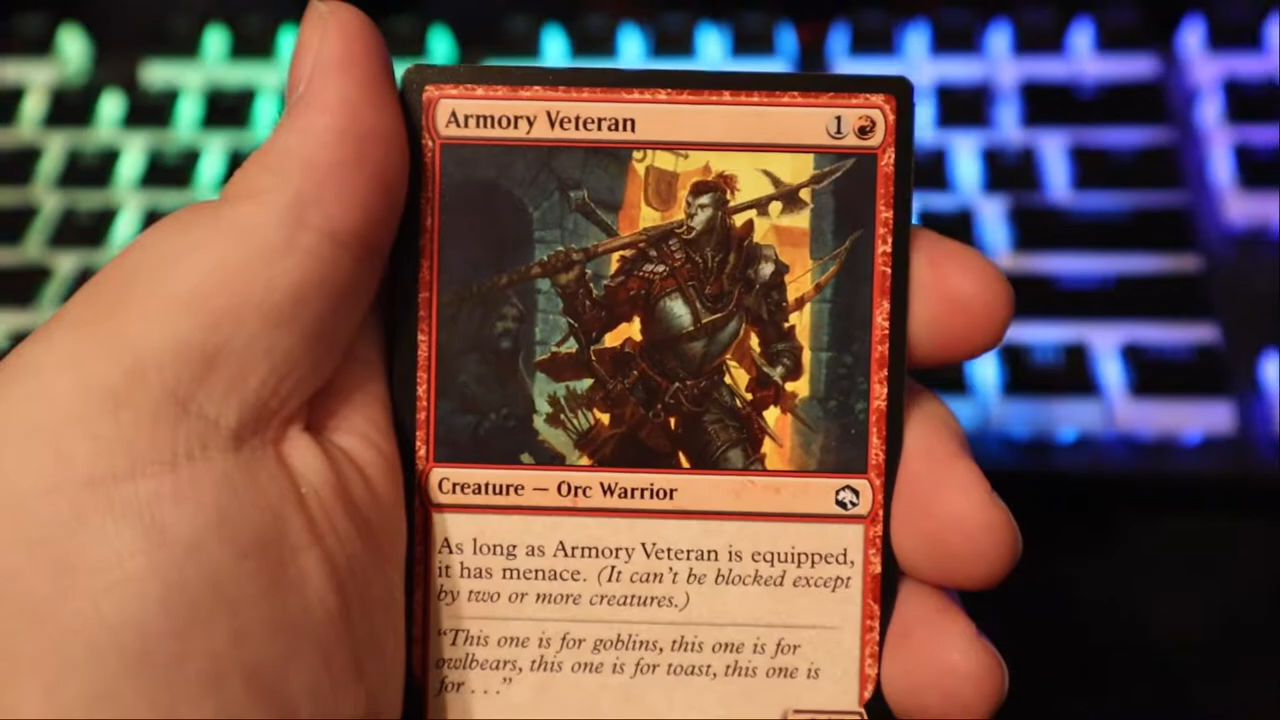 Armory Veteran 1
Creature — Orc Warrior
As long as Armory Veteran is equipped,
it has menace. (It can't be blocked except
by two or more creatures.)
"This one is for goblins, this one is for
owlbears, this one is for toast, this one is
for . . ."